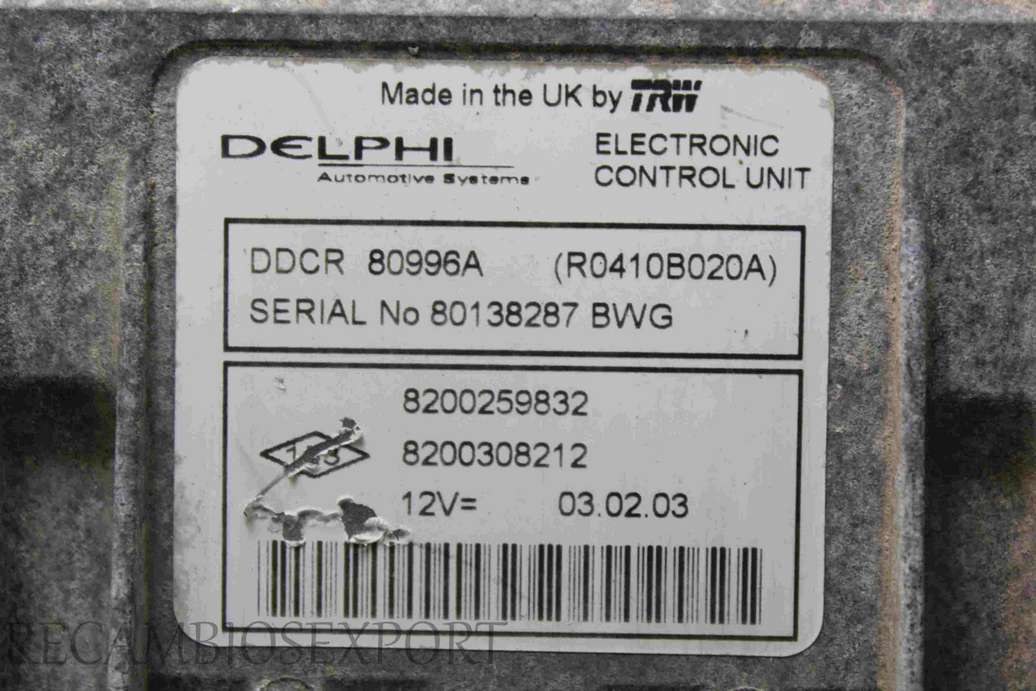 Made in the UK by TRW
DELPHI
Automotive Systems
ELECTRONIC
CONTROL UNIT
DDCR 80996A (R0410B020A)
SERIAL No 80138287 BWG
8200259832
8200308212
12V= 03.02.03
RECAMBIOSEXPORT